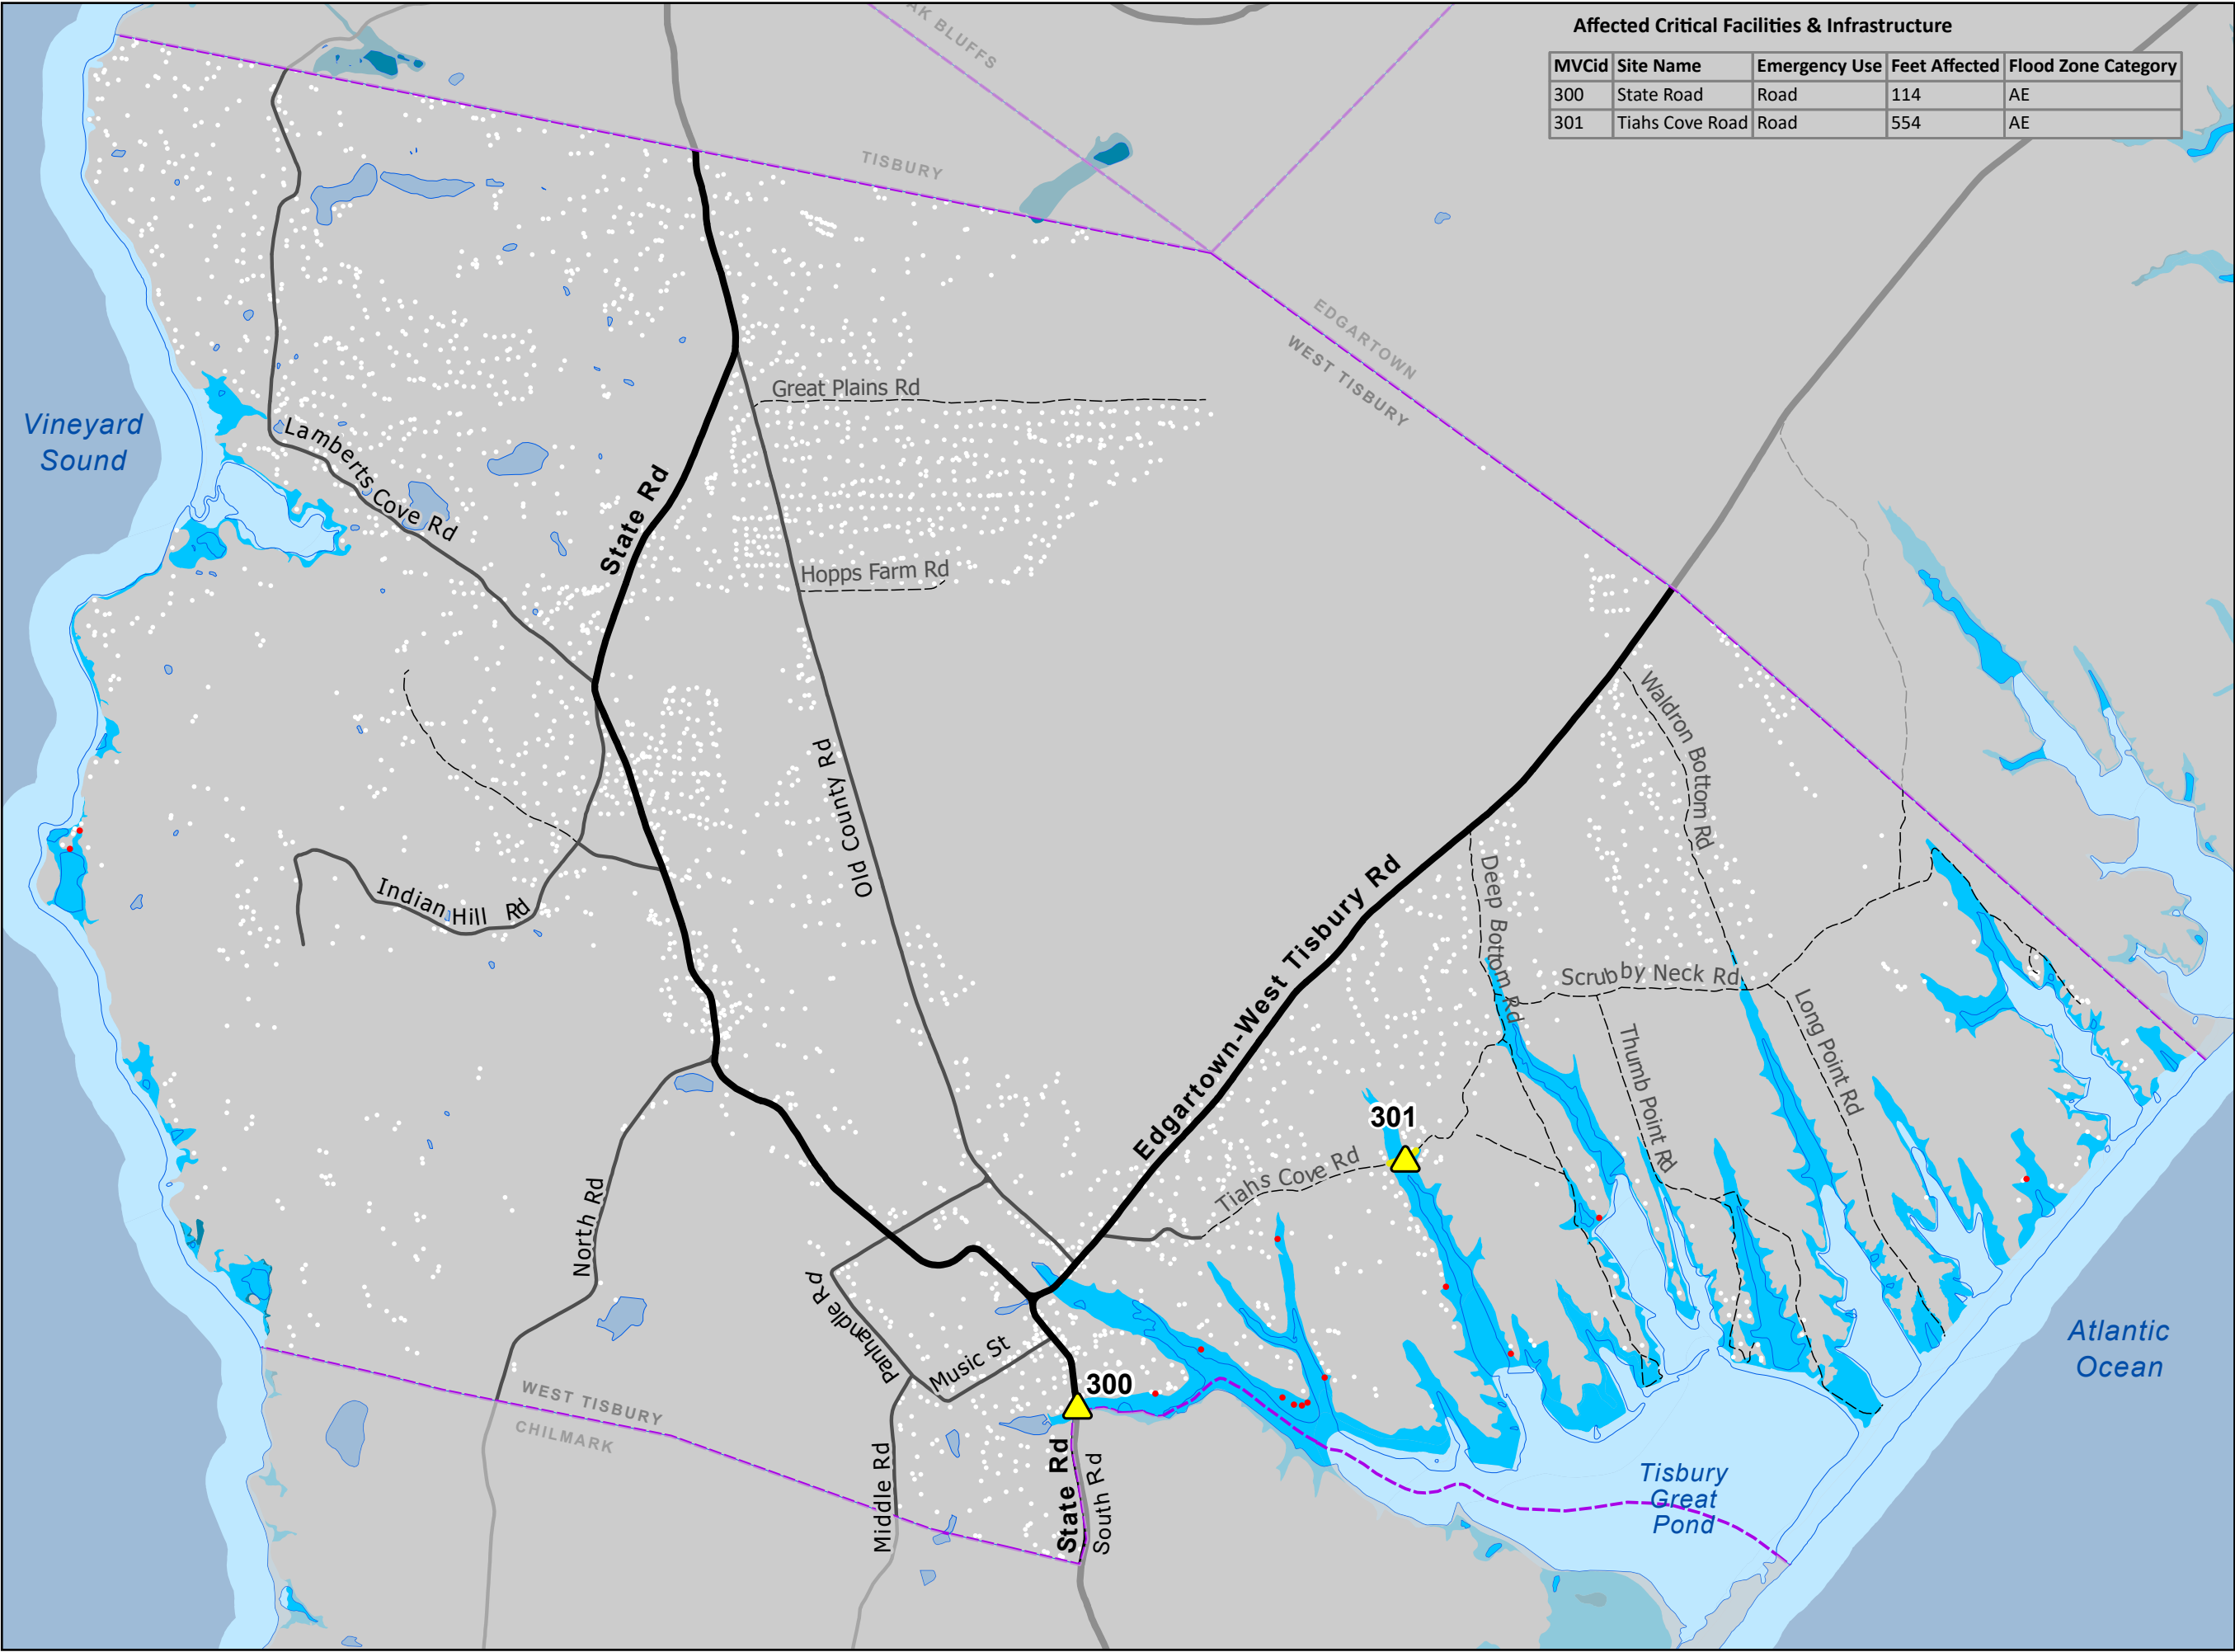 Affected Critical Facilities & Infrastructure
MVCid Site Name Emergency Use Feet Affected Flood Zone Category
300 State Road Road 114 AE
301 Tiahs Cove Road Road 554 AE
AK BLUFFS
TISBURY
EDGARTOWN
WEST TISBURY
Great Plains Rd
Vineyard
Sound
Lamberts Cove Rd
State Rd
Hopps Farm Rd
Waldron Bottom Rd
Old County Rd
Indian Hill Rd
Edgartown-West Tisbury Rd
Deep Bottom Rd
Scrubby Neck Rd
Long Point Rd
Thumb Point Rd
301
Tiahs Cove Rd
North Rd
Panhandle Rd
Music St
300
Atlantic
Ocean
WEST TISBURY
CHILMARK
Middle Rd
State Rd
South Rd
Tisbury
Great
Pond